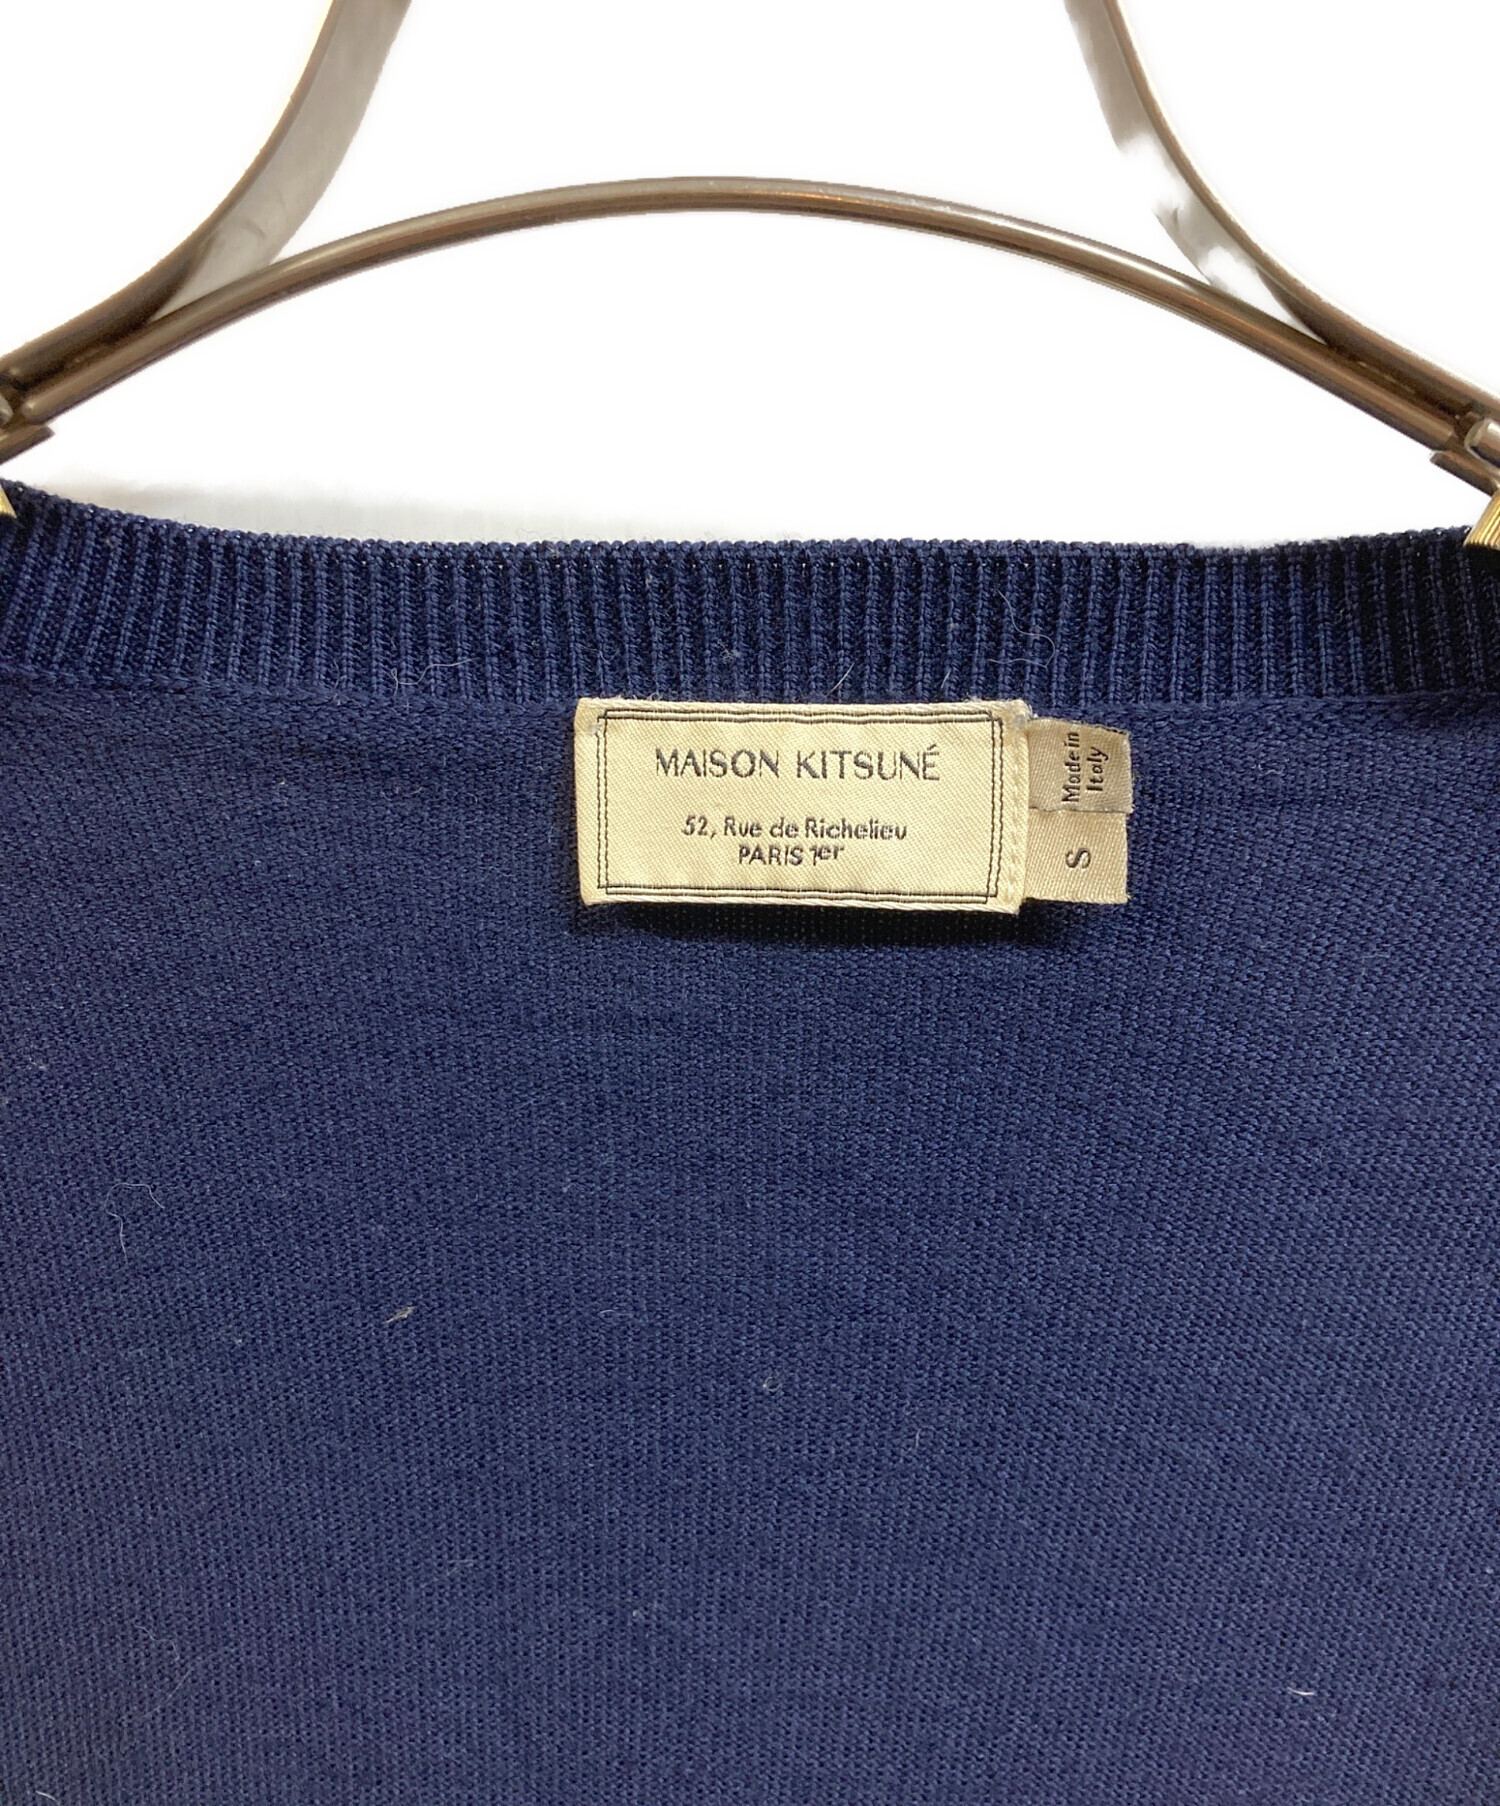 MAISON KITSUNÉ
52, Rue de Richelieu
PARIS 1er
Made in
Italy
S